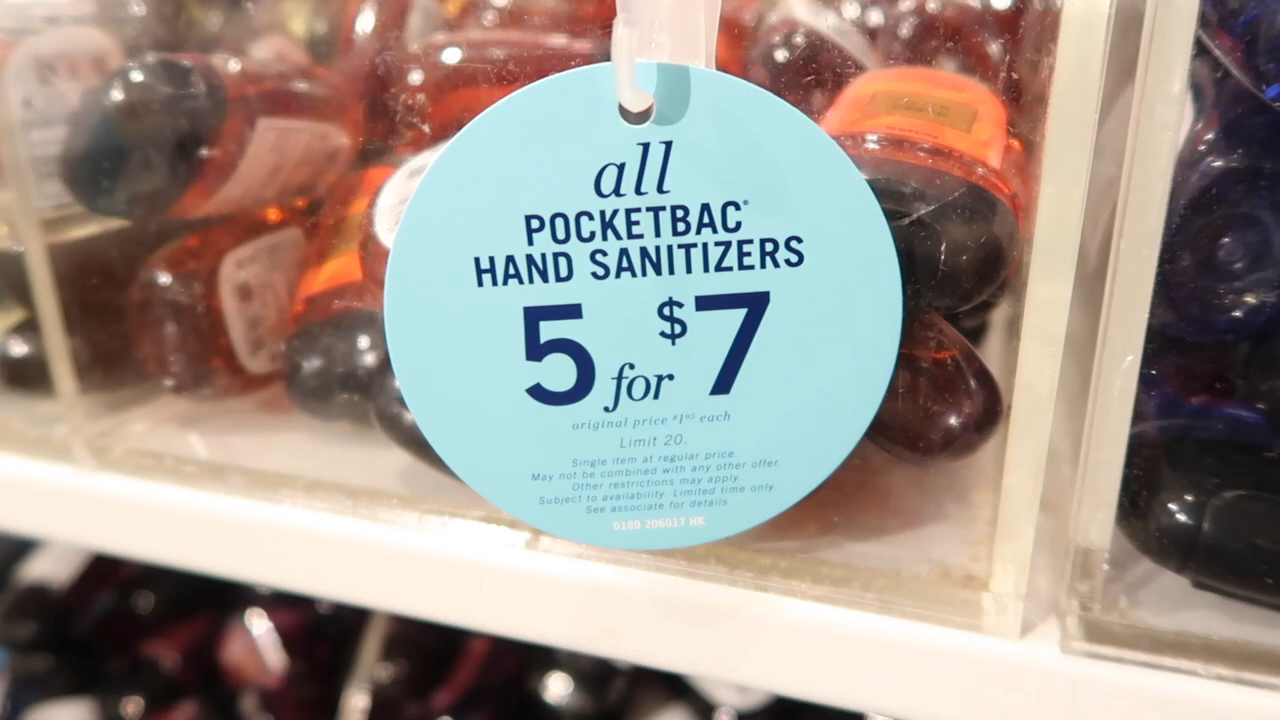 all
POCKETBAC®
HAND SANITIZERS
5 for $7
original price $1⁹⁵ each
Limit 20.
Single item at regular price.
May not be combined with any other offer.
Other restrictions may apply.
Subject to availability. Limited time only.
See associate for details.
0180 206017 HK